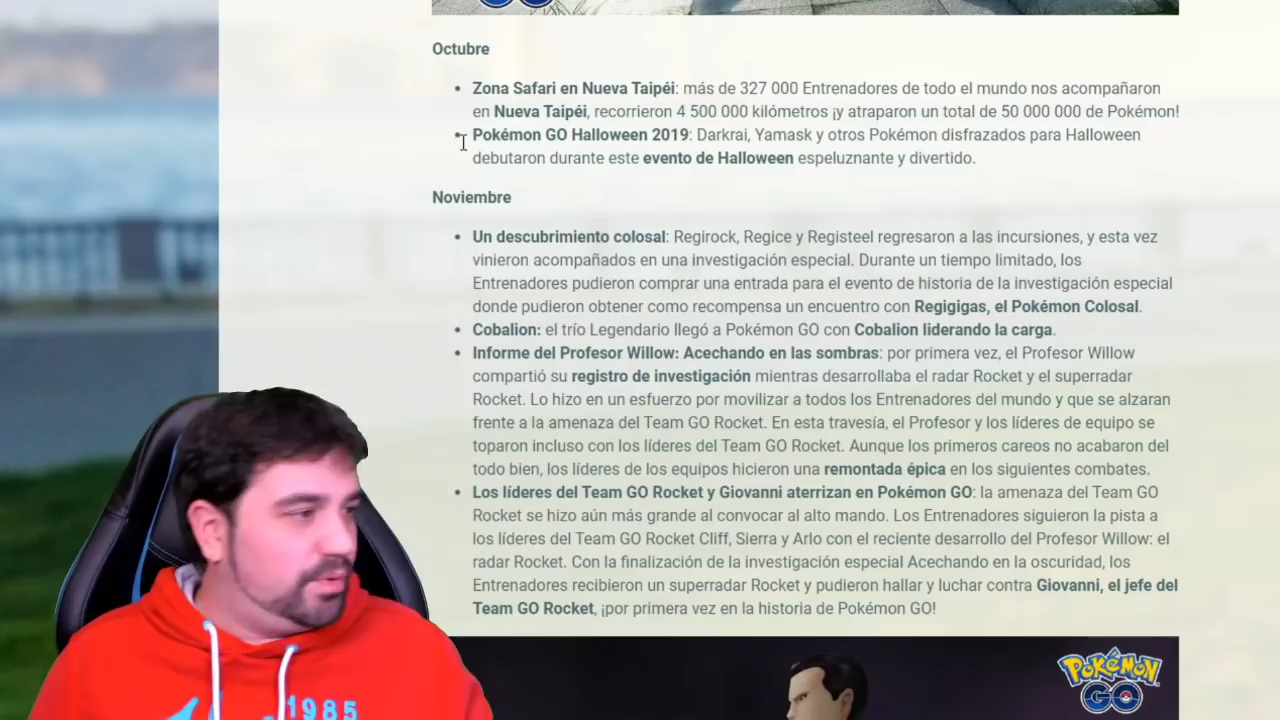 GO
Octubre
• Zona Safari en Nueva Taipéi: más de 327 000 Entrenadores de todo el mundo nos acompañaron
en Nueva Taipéi, recorrieron 4 500 000 kilómetros ¡y atraparon un total de 50 000 000 de Pokémon!
• Pokémon GO Halloween 2019: Darkrai, Yamask y otros Pokémon disfrazados para Halloween
debutaron durante este evento de Halloween espeluznante y divertido.
Noviembre
• Un descubrimiento colosal: Regirock, Regice y Registeel regresaron a las incursiones, y esta vez
vinieron acompañados en una investigación especial. Durante un tiempo limitado, los
Entrenadores pudieron comprar una entrada para el evento de historia de la investigación especial
donde pudieron obtener como recompensa un encuentro con Regigigas, el Pokémon Colosal.
• Cobalion: el trío Legendario llegó a Pokémon GO con Cobalion liderando la carga.
• Informe del Profesor Willow: Acechando en las sombras: por primera vez, el Profesor Willow
compartió su registro de investigación mientras desarrollaba el radar Rocket y el superradar
Rocket. Lo hizo en un esfuerzo por movilizar a todos los Entrenadores del mundo y que se alzaran
frente a la amenaza del Team GO Rocket. En esta travesía, el Profesor y los líderes de equipo se
toparon incluso con los líderes del Team GO Rocket. Aunque los primeros careos no acabaron del
todo bien, los líderes de los equipos hicieron una remontada épica en los siguientes combates.
• Los líderes del Team GO Rocket y Giovanni aterrizan en Pokémon GO: la amenaza del Team GO
Rocket se hizo aún más grande al convocar al alto mando. Los Entrenadores siguieron la pista a
los líderes del Team GO Rocket Cliff, Sierra y Arlo con el reciente desarrollo del Profesor Willow: el
radar Rocket. Con la finalización de la investigación especial Acechando en la oscuridad, los
Entrenadores recibieron un superradar Rocket y pudieron hallar y luchar contra Giovanni, el jefe del
Team GO Rocket, ¡por primera vez en la historia de Pokémon GO!
POKÉMON
GO
1985